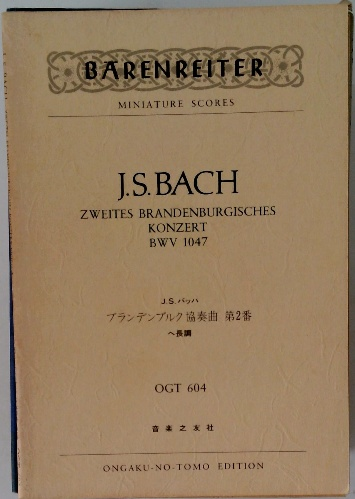 BÄRENREITER
MINIATURE SCORES
J.S.BACH
ZWEITES BRANDENBURGISCHES
KONZERT
BWV 1047
J.S.バッハ
ブランデンブルク協奏曲 第2番
ヘ長調
OGT 604
音楽之友社
ONGAKU-NO-TOMO EDITION